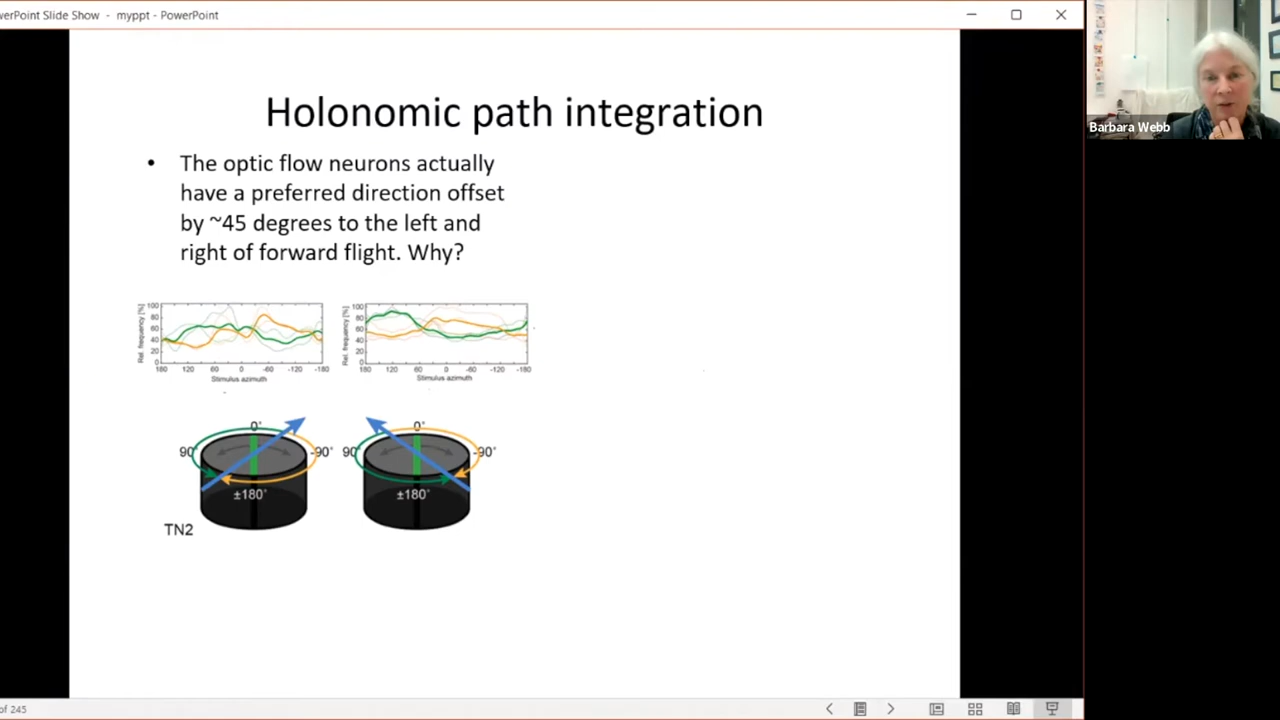 werPoint Slide Show - myppt - PowerPoint
Barbara Webb
Holonomic path integration
• The optic flow neurons actually
have a preferred direction offset
by ~45 degrees to the left and
right of forward flight. Why?
Rel. frequency [%]
100
80
60
40
20
0
180 120 60 0 -60 -120 -180
Stimulus azimuth
Rel. frequency [%]
100
80
60
40
20
0
180 120 60 0 -60 -120 -180
Stimulus azimuth
0°
90° -90°
±180°
0°
90° -90°
±180°
TN2
of 245